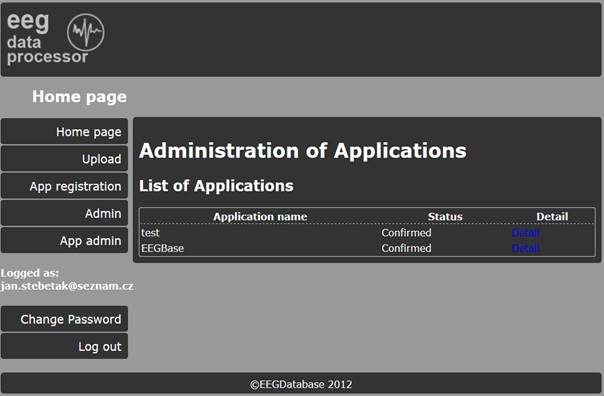 eeg
data
processor
Home page
Home page
Upload
App registration
Admin
App admin
Logged as:
jan.stebetak@seznam.cz
Change Password
Log out
Administration of Applications
List of Applications
Application name Status Detail
test Confirmed Detail
EEGBase Confirmed Detail
©EEGDatabase 2012